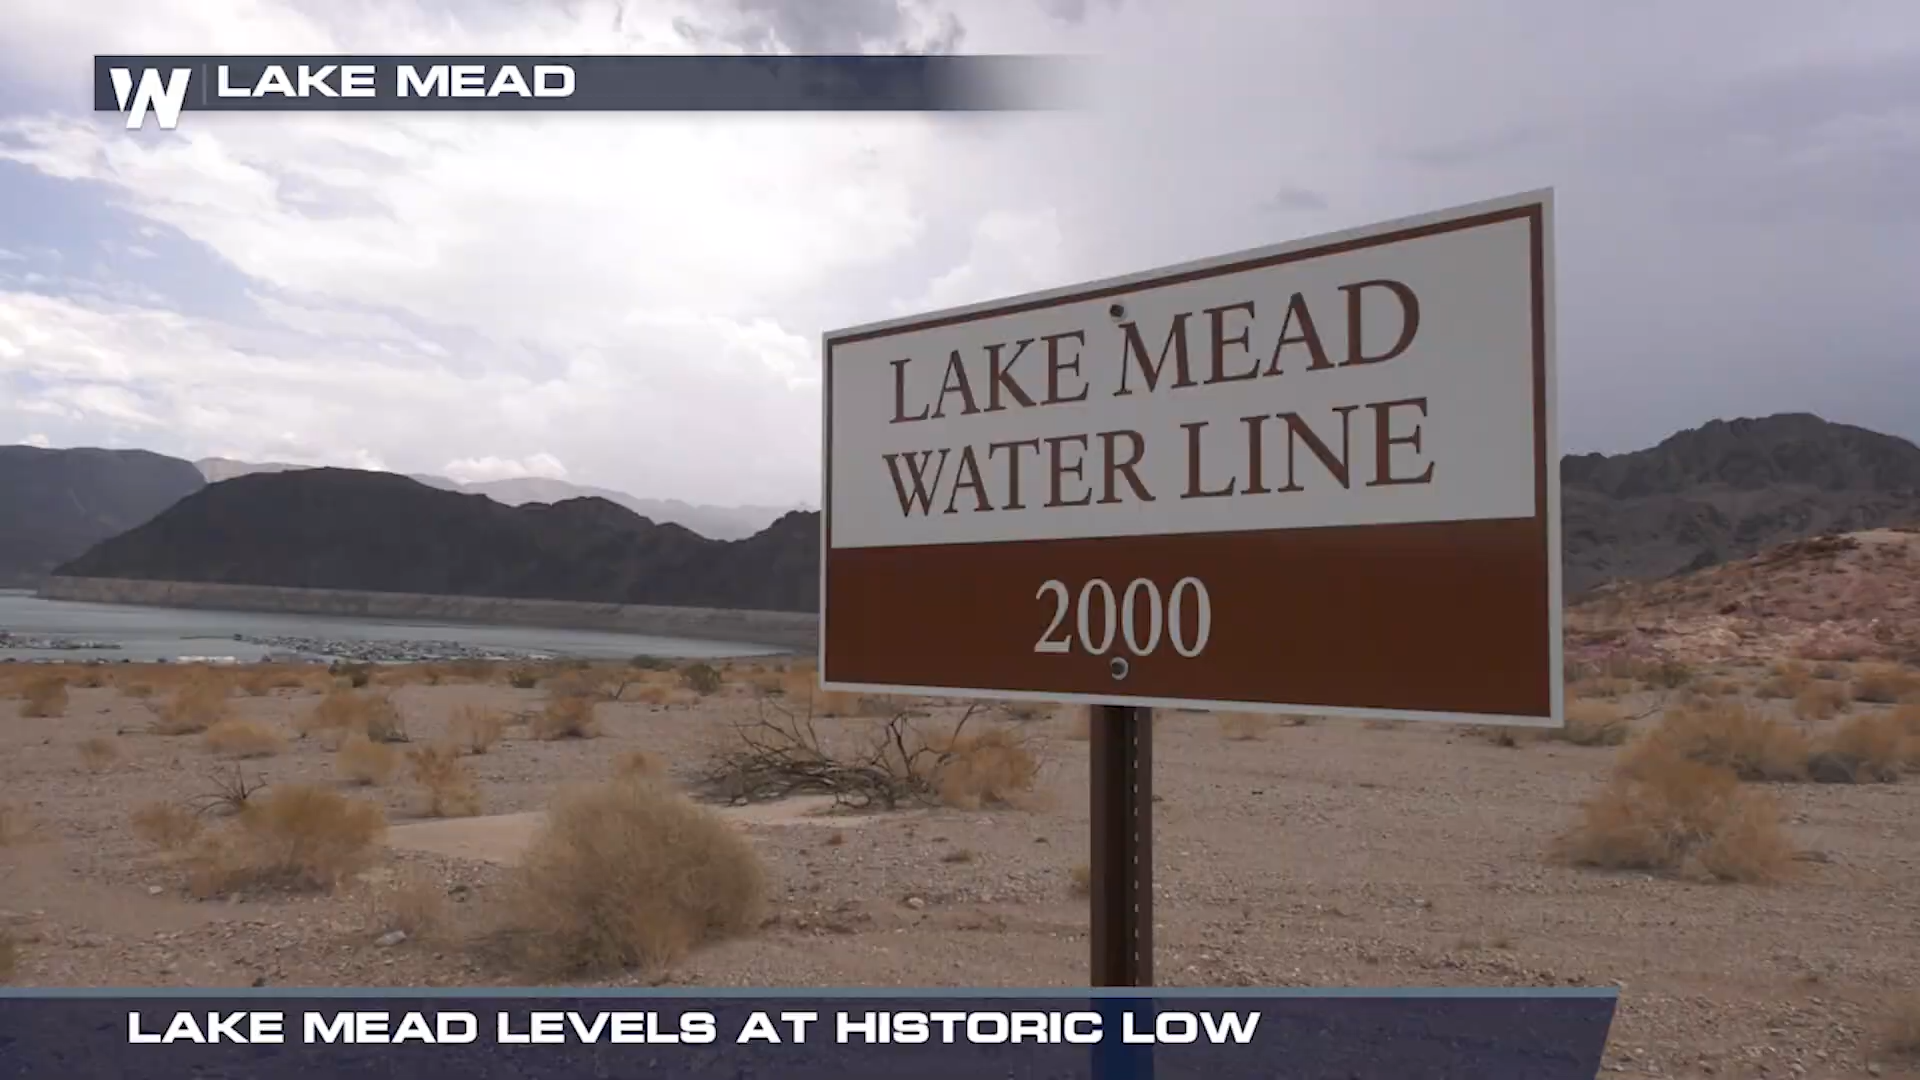 W LAKE MEAD
LAKE MEAD
WATER LINE
2000
LAKE MEAD LEVELS AT HISTORIC LOW